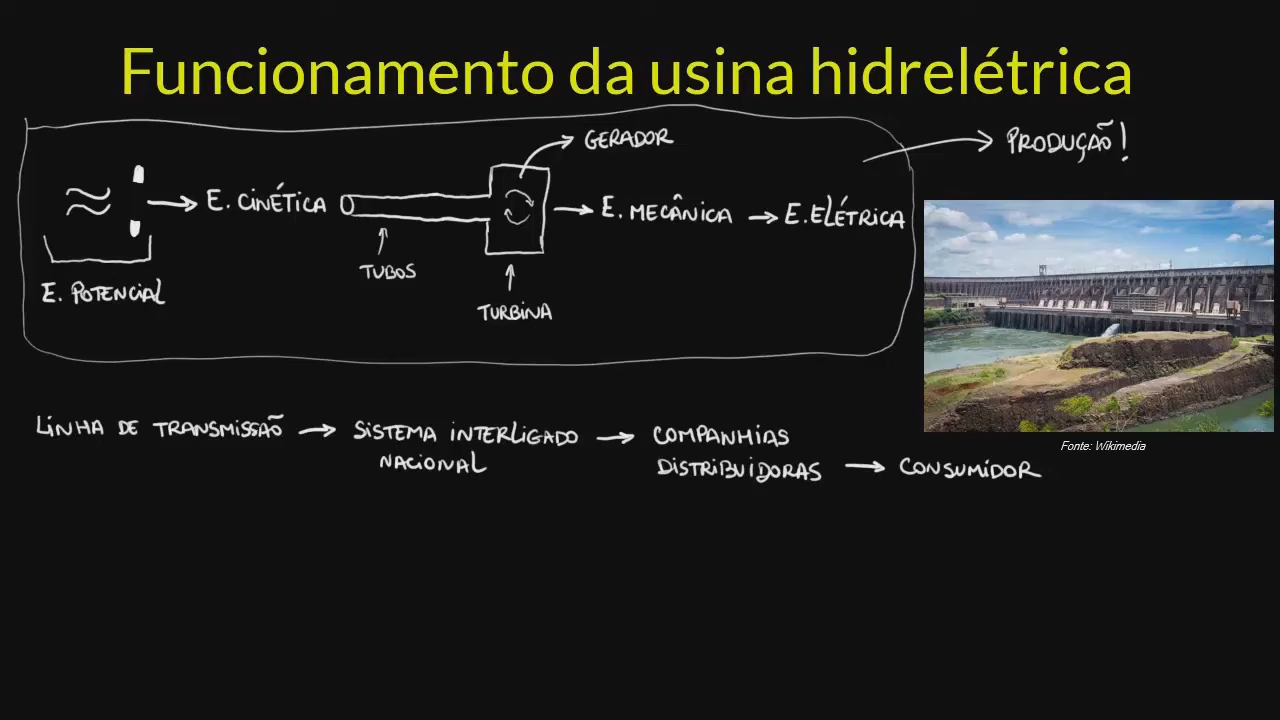 Funcionamento da usina hidrelétrica
GERADOR
PRODUÇÃO!
E. CINÉTICA
E. MECÂNICA
E. ELÉTRICA
TUBOS
E. POTENCIAL
TURBINA
LINHA DE TRANSMISSÃO
SISTEMA INTERLIGADO
NACIONAL
COMPANHIAS
DISTRIBUIDORAS
CONSUMIDOR
Fonte: Wikimedia